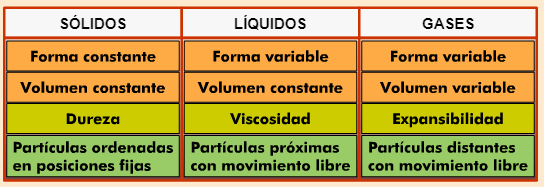 SÓLIDOS LÍQUIDOS GASES
Forma constante Forma variable Forma variable
Volumen constante Volumen constante Volumen variable
Dureza Viscosidad Expansibilidad
Partículas ordenadas Partículas próximas Partículas distantes
en posiciones fijas con movimiento libre con movimiento libre